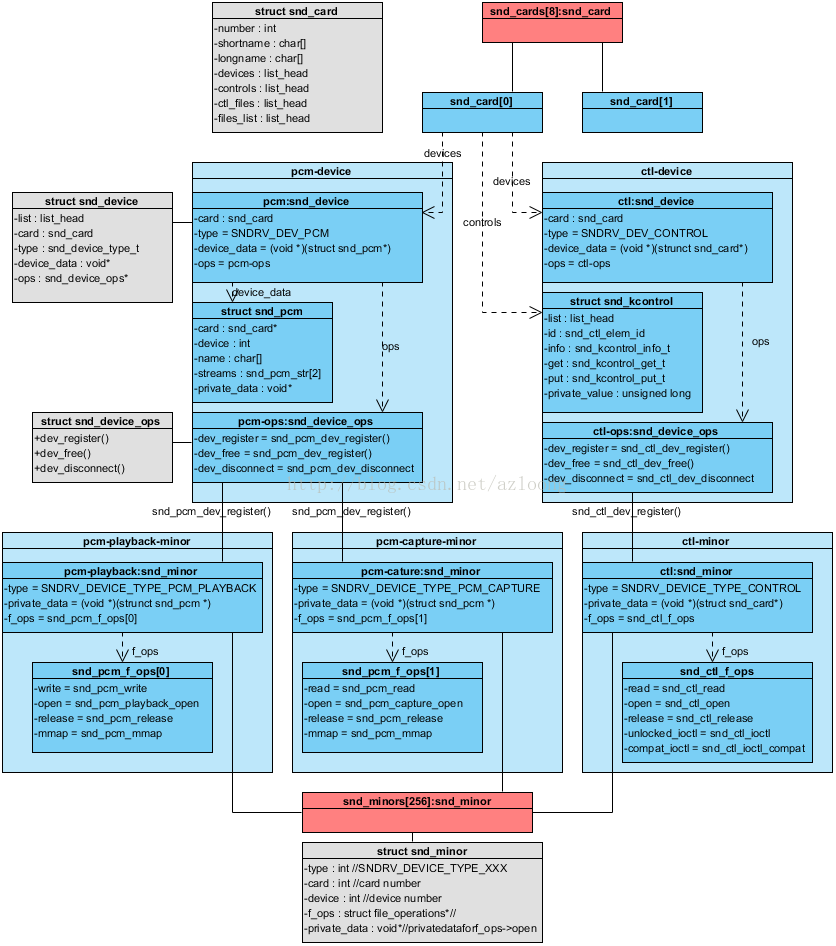 struct snd_card
-number : int
-shortname : char[]
-longname : char[]
-devices : list_head
-controls : list_head
-ctl_files : list_head
-files_list : list_head
snd_cards[8]:snd_card
snd_card[0]
snd_card[1]
devices
devices
controls
struct snd_device
-list : list_head
-card : snd_card
-type : snd_device_type_t
-device_data : void*
-ops : snd_device_ops*
pcm-device
pcm:snd_device
-card : snd_card
-type = SNDRV_DEV_PCM
-device_data = (void *)(struct snd_pcm*)
-ops = pcm-ops
device_data
struct snd_pcm
-card : snd_card*
-device : int
-name : char[]
-streams : snd_pcm_str[2]
-private_data : void*
ops
struct snd_device_ops
+dev_register()
+dev_free()
+dev_disconnect()
pcm-ops:snd_device_ops
-dev_register = snd_pcm_dev_register()
-dev_free = snd_pcm_dev_register()
-dev_disconnect = snd_pcm_dev_disconnect
ctl-device
ctl:snd_device
-card : snd_card
-type = SNDRV_DEV_CONTROL
-device_data = (void *)(strunct snd_card*)
-ops = ctl-ops
struct snd_kcontrol
-list : list_head
-id : snd_ctl_elem_id
-info : snd_kcontrol_info_t
-get : snd_kcontrol_get_t
-put : snd_kcontrol_put_t
-private_value : unsigned long
ops
ctl-ops:snd_device_ops
-dev_register = snd_ctl_dev_register()
-dev_free = snd_ctl_dev_free()
-dev_disconnect = snd_ctl_dev_disconnect
snd_pcm_dev_register()
snd_pcm_dev_register()
snd_ctl_dev_register()
pcm-playback-minor
pcm-playback:snd_minor
-type = SNDRV_DEVICE_TYPE_PCM_PLAYBACK
-private_data = (void *)(strunct snd_pcm *)
-f_ops = snd_pcm_f_ops[0]
f_ops
snd_pcm_f_ops[0]
-write = snd_pcm_write
-open = snd_pcm_playback_open
-release = snd_pcm_release
-mmap = snd_pcm_mmap
pcm-capture-minor
pcm-cature:snd_minor
-type = SNDRV_DEVICE_TYPE_PCM_CAPTURE
-private_data = (void *)(struct snd_pcm *)
-f_ops = snd_pcm_f_ops[1]
f_ops
snd_pcm_f_ops[1]
-read = snd_pcm_read
-open = snd_pcm_capture_open
-release = snd_pcm_release
-mmap = snd_pcm_mmap
ctl-minor
ctl:snd_minor
-type = SNDRV_DEVICE_TYPE_CONTROL
-private_data = (void *)(struct snd_card*)
-f_ops = snd_ctl_f_ops
f_ops
snd_ctl_f_ops
-read = snd_ctl_read
-open = snd_ctl_open
-release = snd_ctl_release
-unlocked_ioctl = snd_ctl_ioctl
-compat_ioctl = snd_ctl_ioctl_compat
snd_minors[256]:snd_minor
struct snd_minor
-type : int //SNDRV_DEVICE_TYPE_XXX
-card : int //card number
-device : int //device number
-f_ops : struct file_operations*//
-private_data : void*//privatedataforf_ops->open